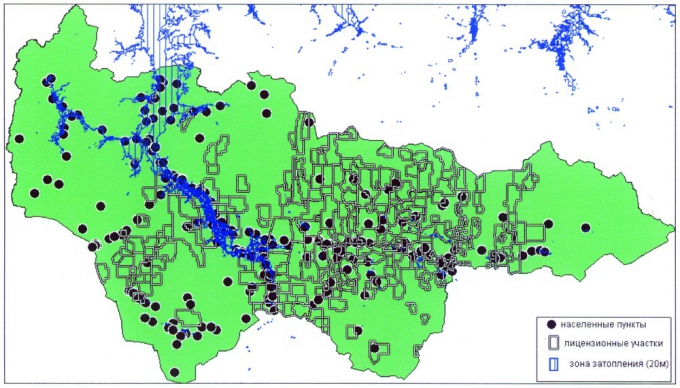 населенные пункты
лицензионные участки
зона затопления (20м)